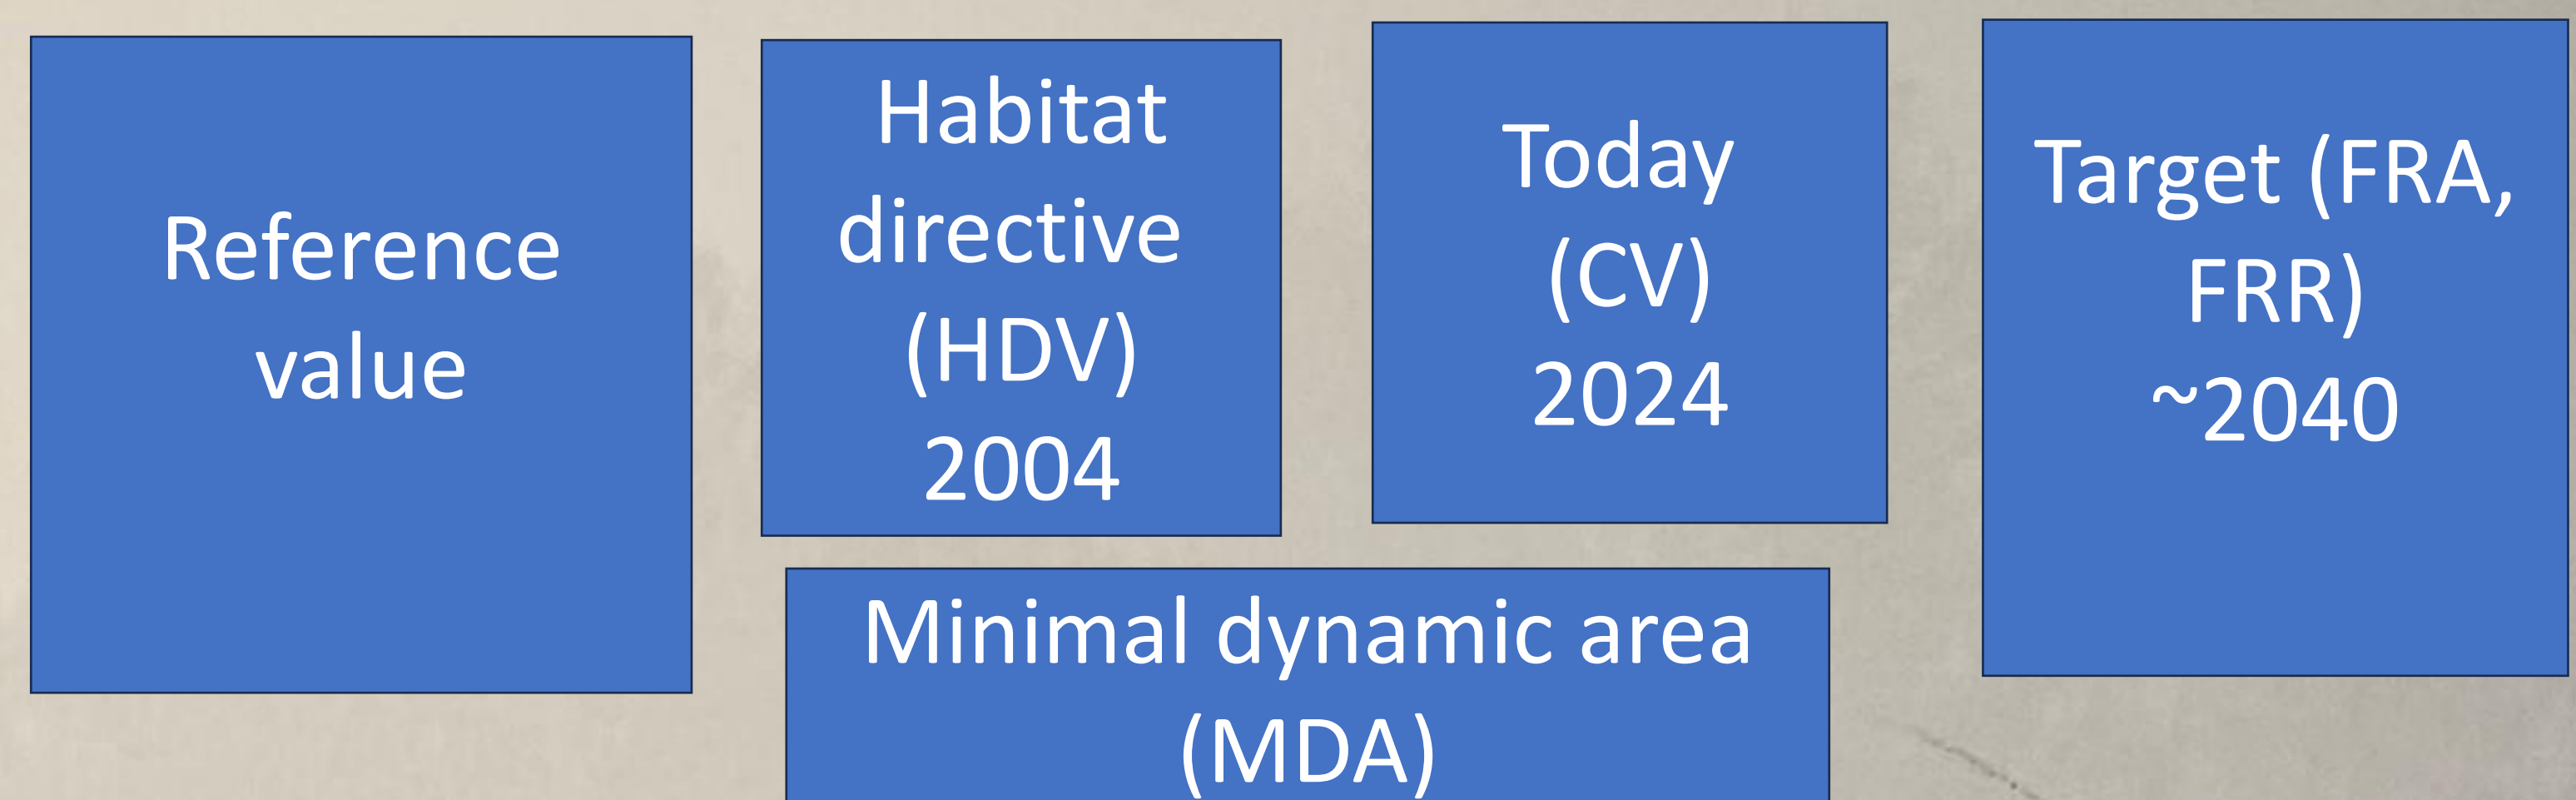 Reference
value
Habitat
directive
(HDV)
2004
Today
(CV)
2024
Target (FRA,
FRR)
~2040
Minimal dynamic area
(MDA)